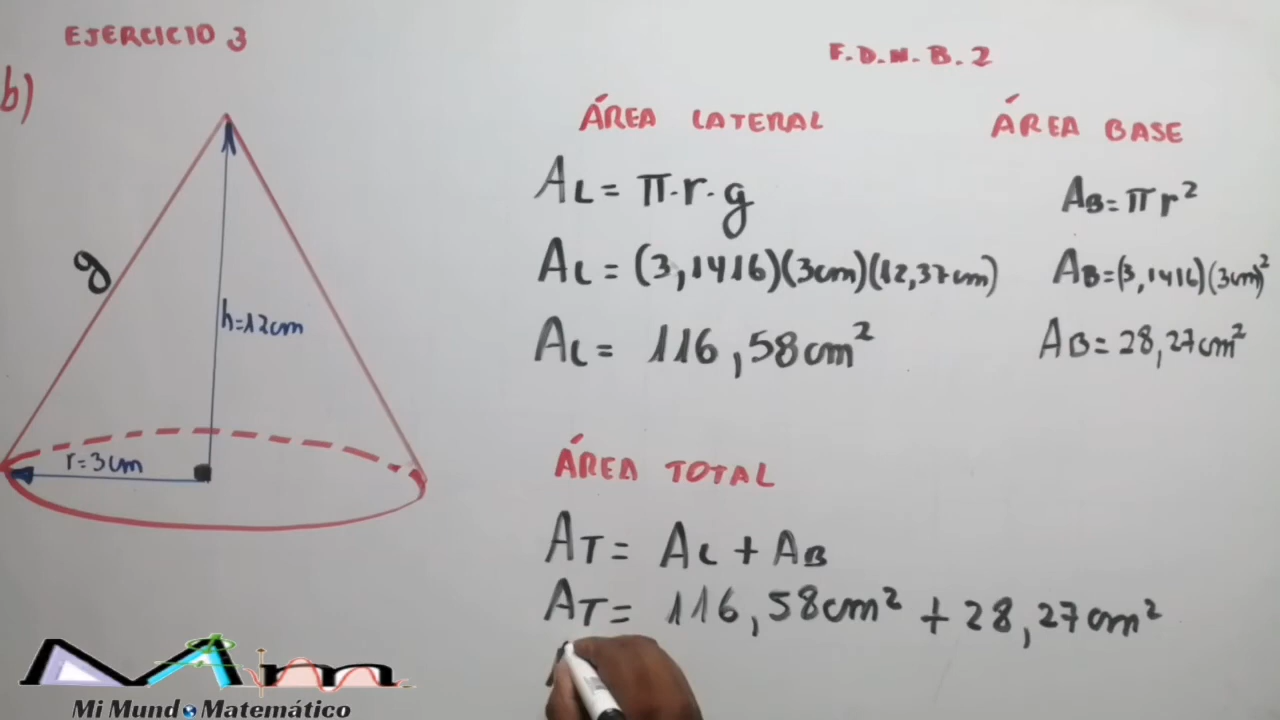 EJERCICIO 3
F.D.N.B.2
b)
ÁREA LATERAL
AL = π·r·g
AL = (3,1416)(3cm)(12,37cm)
AL = 116,58cm²
ÁREA BASE
AB = πr²
AB = (3,1416)(3cm)²
AB = 28,27cm²
g
h=12cm
r=3cm
ÁREA TOTAL
AT = AL + AB
AT = 116,58cm² + 28,27cm²
Mm
Mi Mundo Matemático